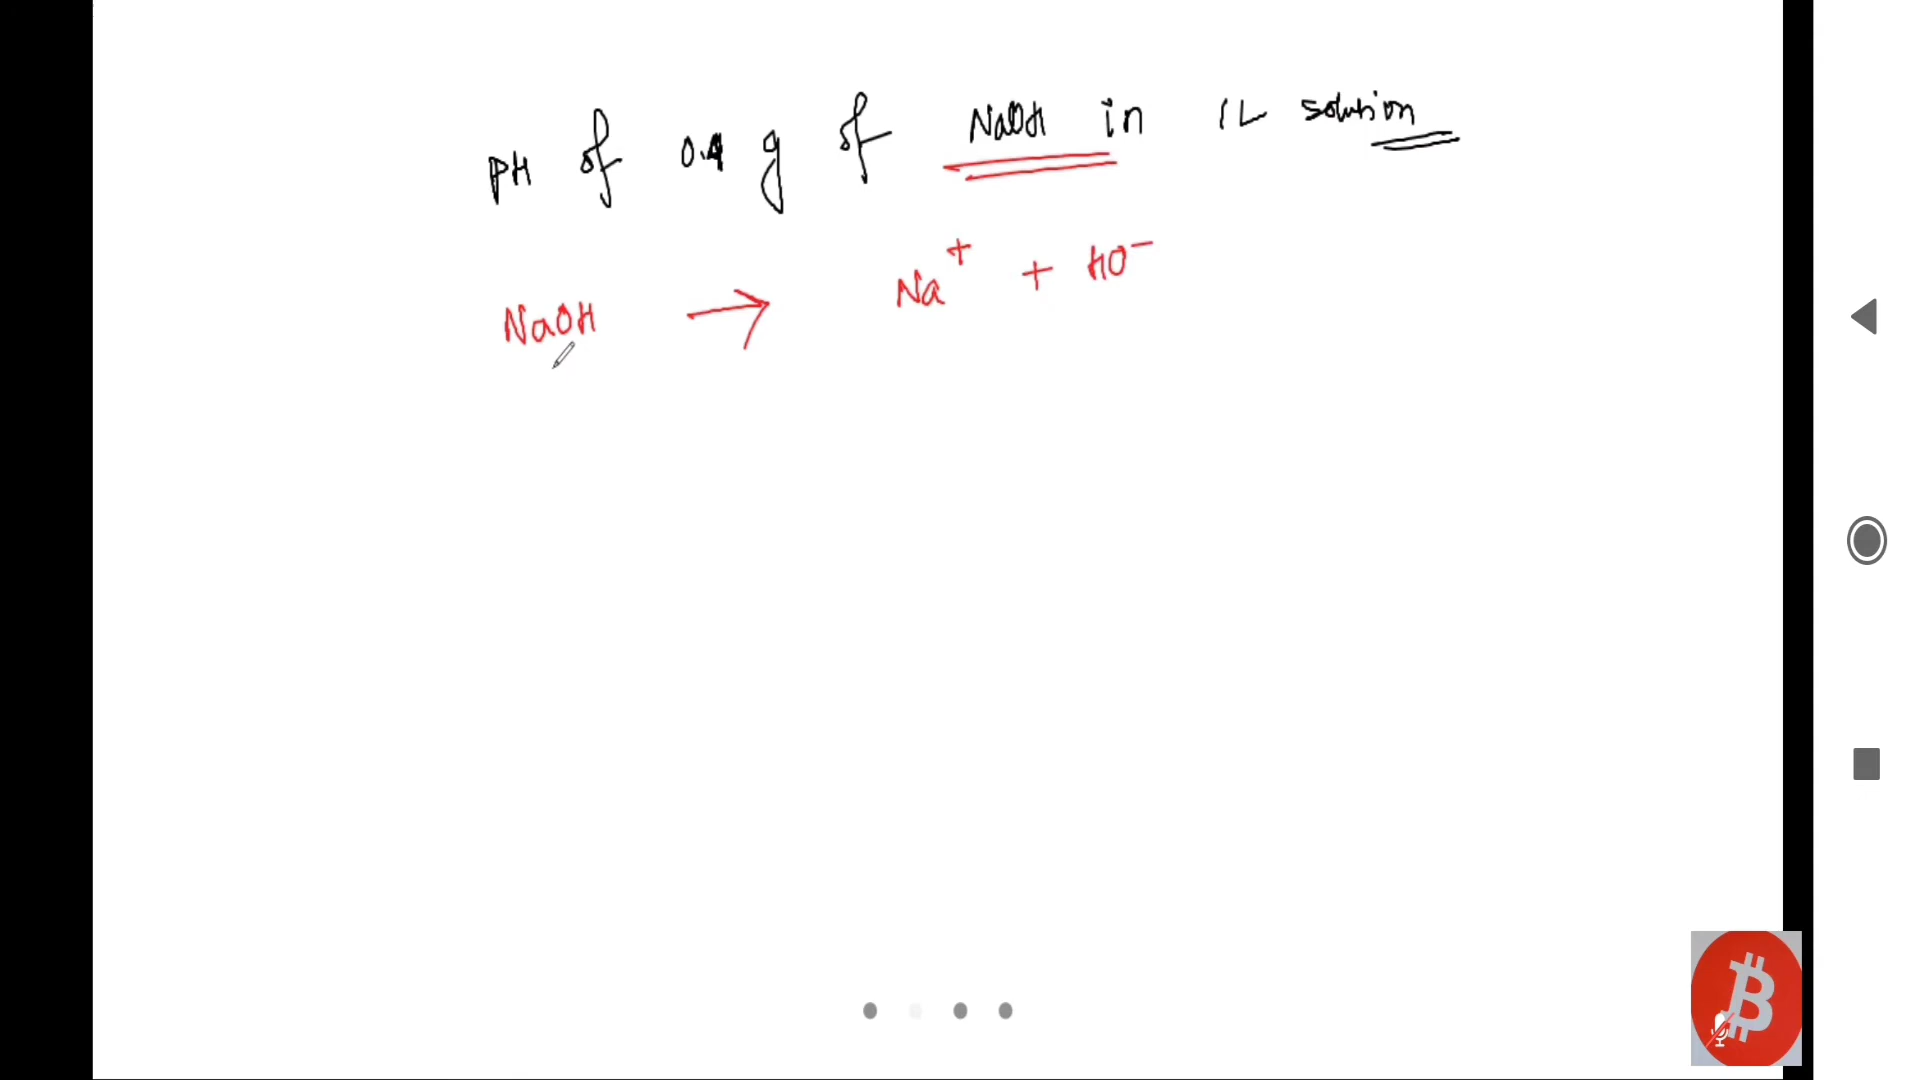 PH of 0.4 g of NaOH in 1L solution
NaOH → Na⁺ + HO⁻